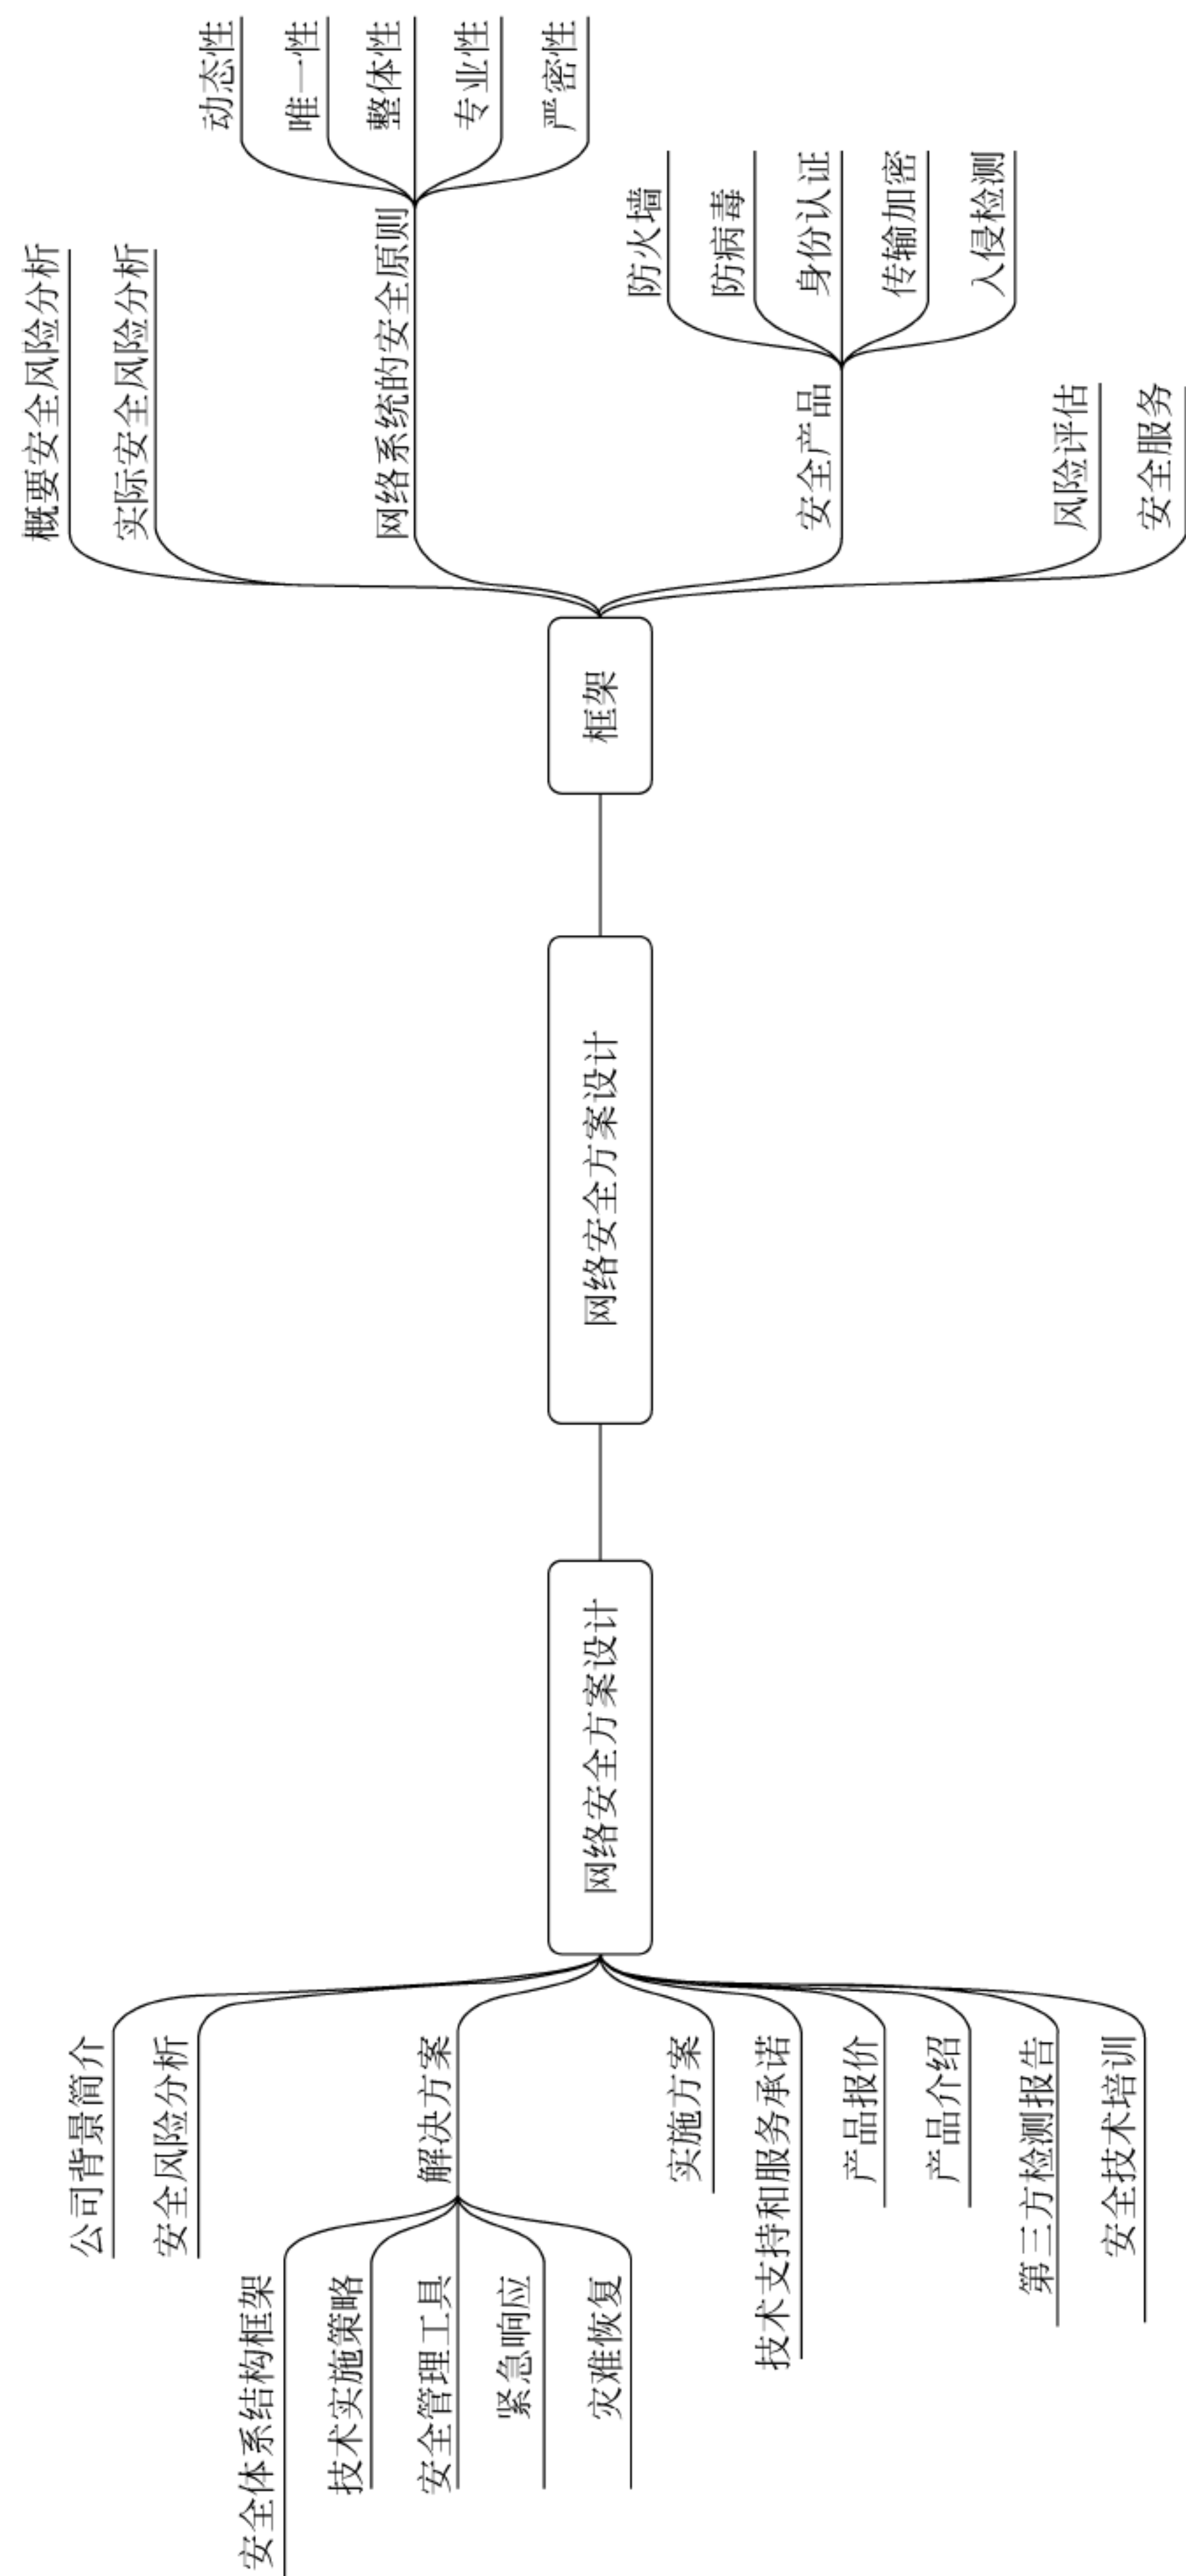 网络安全方案设计
框架
概要安全风险分析
实际安全风险分析
网络系统的安全原则
动态性
唯一性
整体性
专业性
严密性
安全产品
防火墙
防病毒
身份认证
传输加密
入侵检测
风险评估
安全服务
网络安全方案设计
公司背景简介
安全风险分析
解决方案
安全体系结构框架
技术实施策略
安全管理工具
紧急响应
灾难恢复
实施方案
技术支持和服务承诺
产品报价
产品介绍
第三方检测报告
安全技术培训